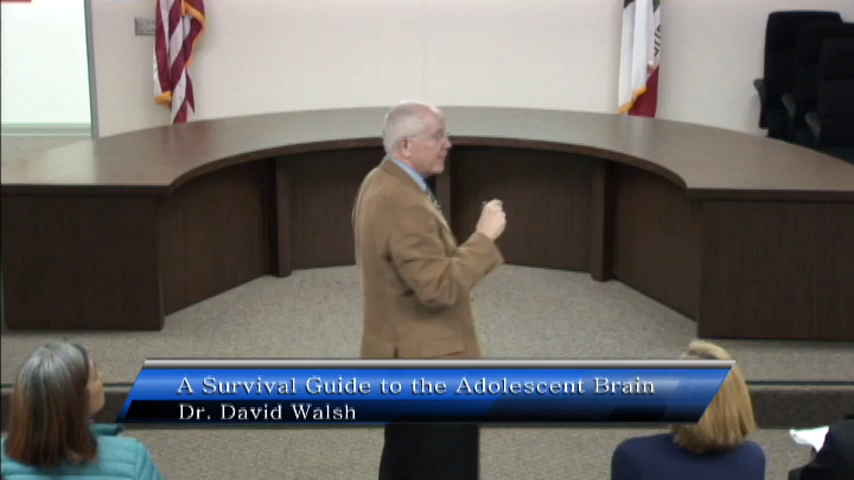 A Survival Guide to the Adolescent Brain
Dr. David Walsh